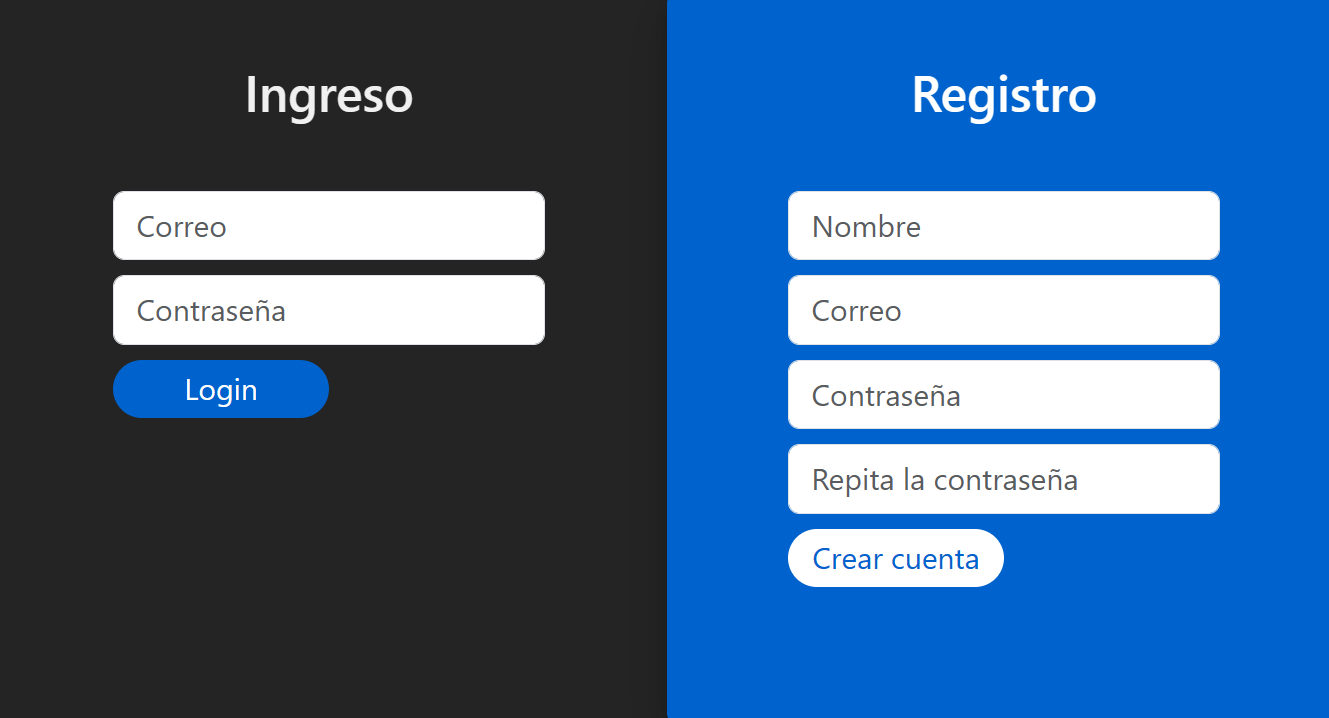 Ingreso
Correo
Contraseña
Login
Registro
Nombre
Correo
Contraseña
Repita la contraseña
Crear cuenta